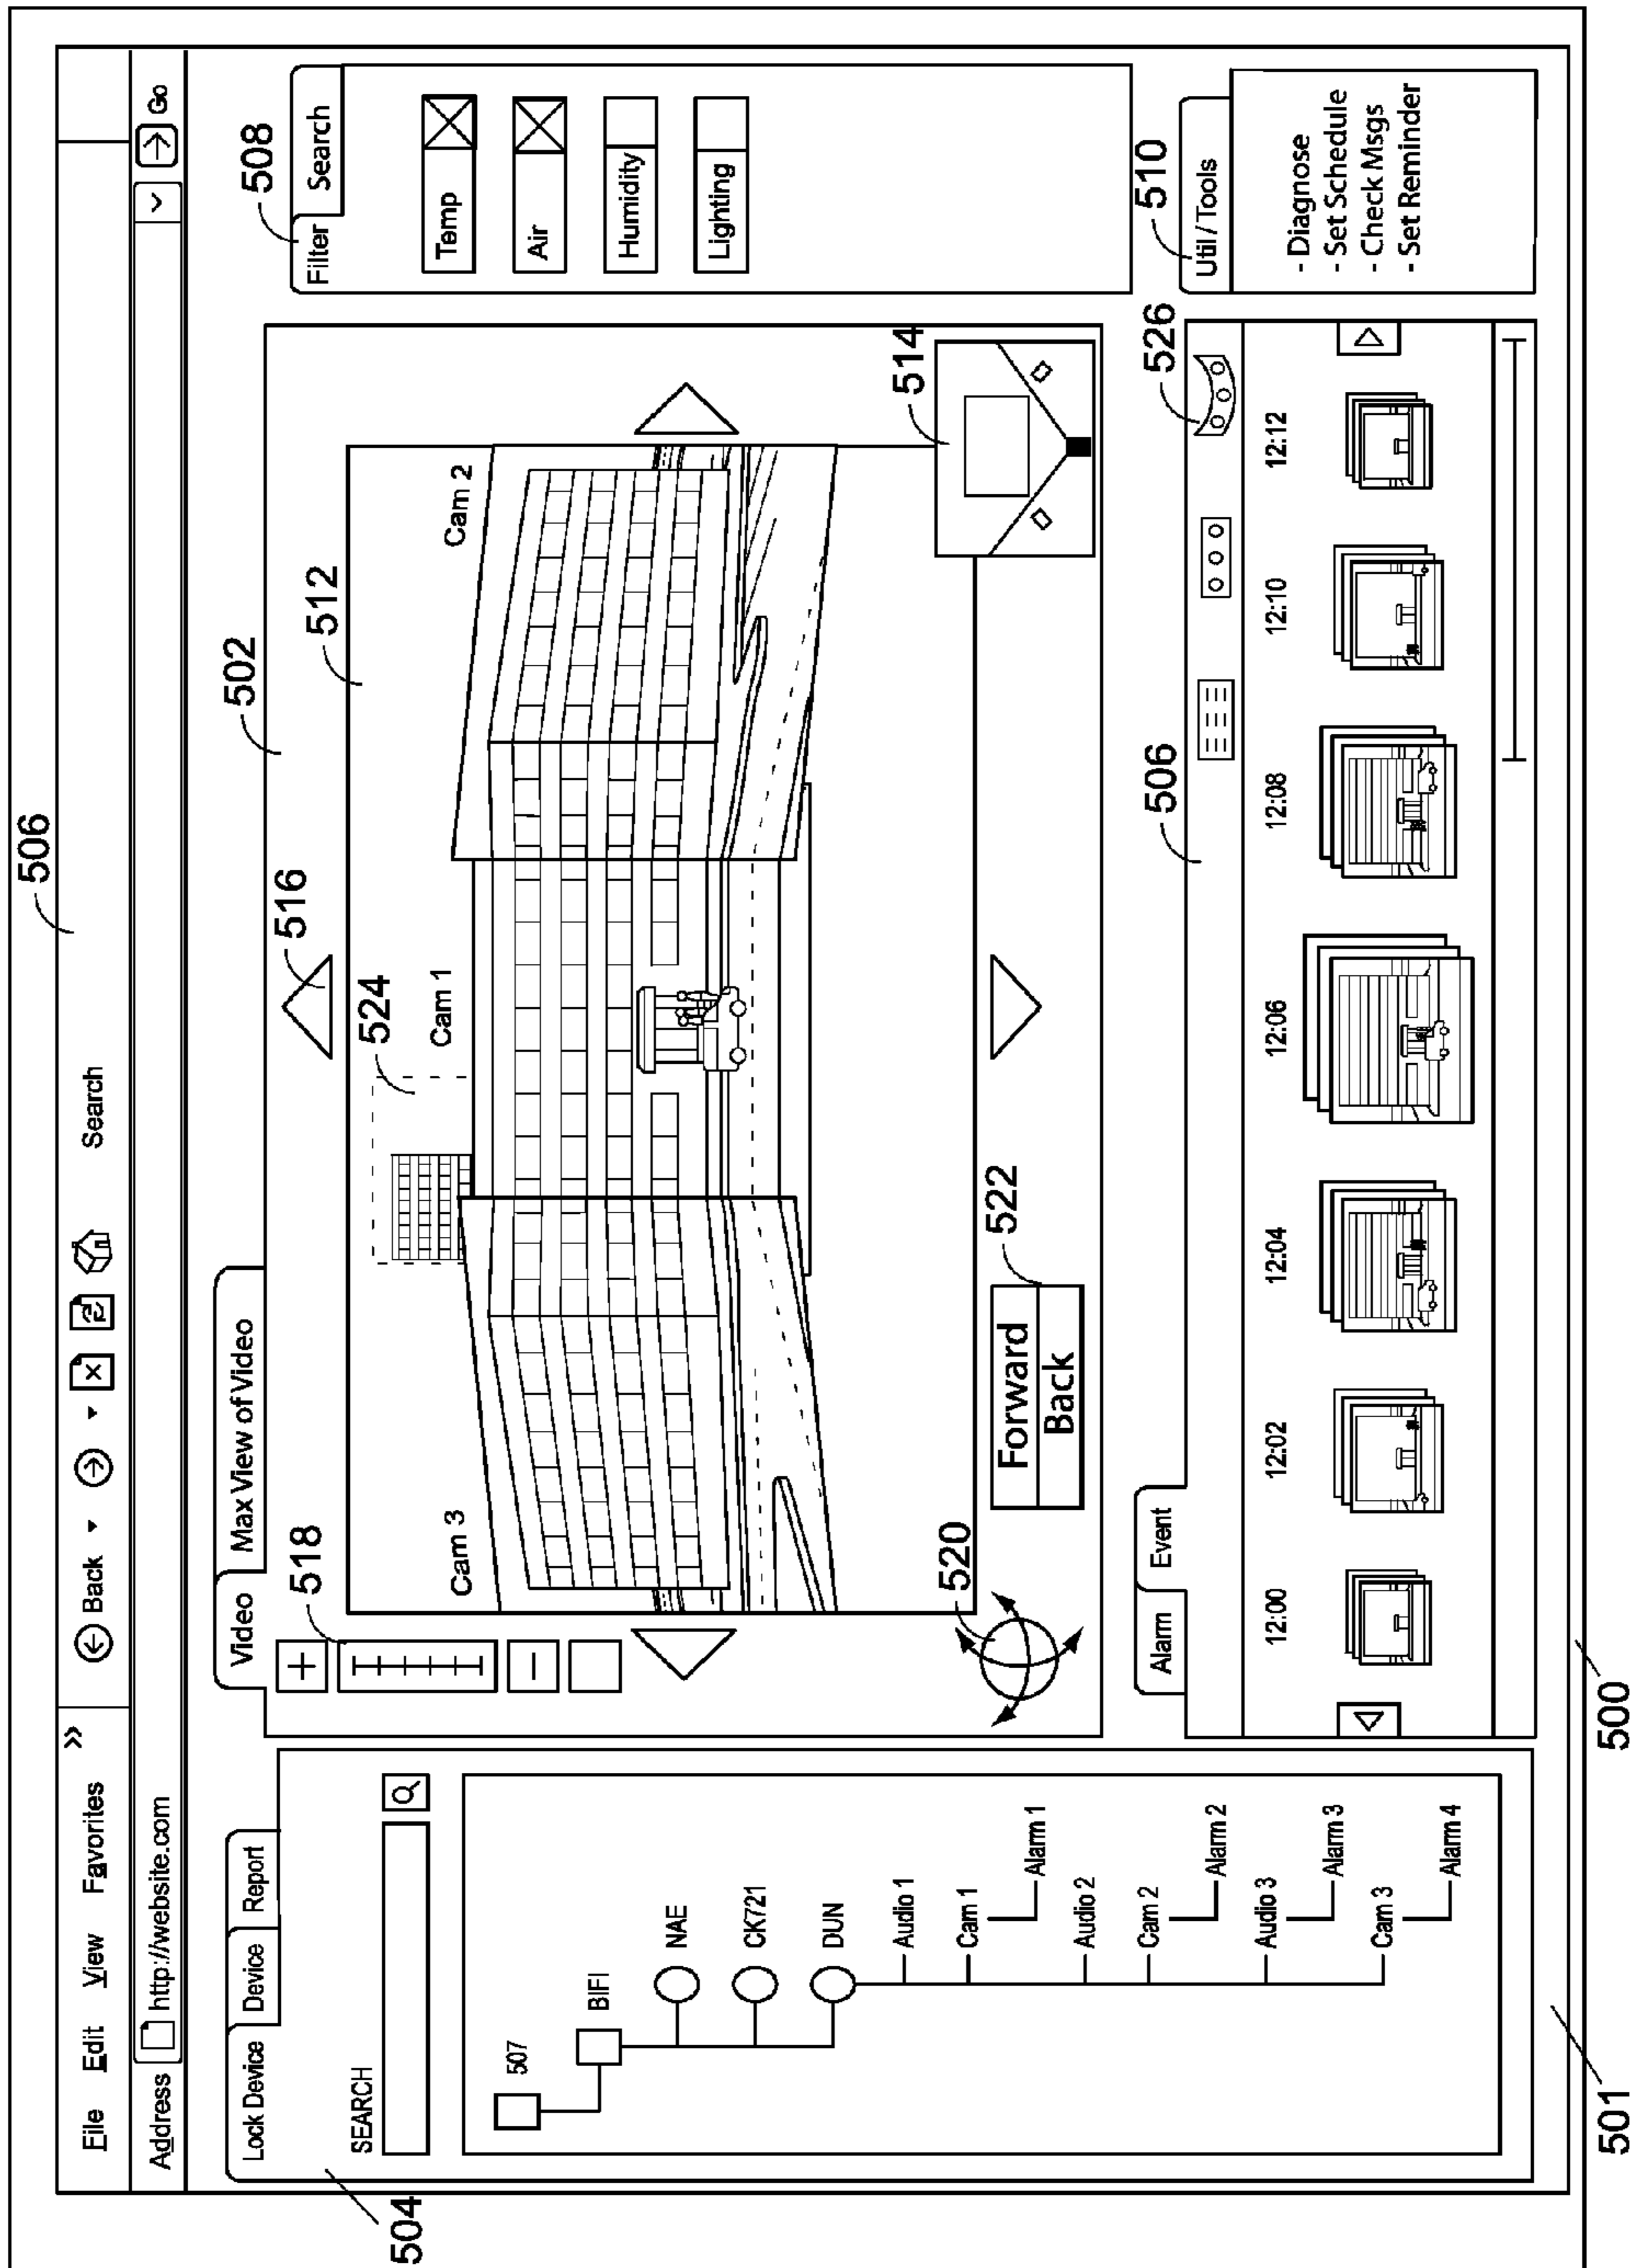 506
File Edit View Favorites »
Back
Search
Address http://website.com
Go
504
Lock Device Device Report
SEARCH
507
BIFI
NAE
CK721
DUN
Audio 1
Cam 1
Alarm 1
Audio 2
Cam 2
Alarm 2
Audio 3
Alarm 3
Cam 3
Alarm 4
Video Max View of Video
502
516
518
512
524
Cam 3
Cam 1
Cam 2
514
520
522
Forward
Back
508
Filter Search
Temp
Air
Humidity
Lighting
Alarm Event
506
526
12:00 12:02 12:04 12:06 12:08 12:10 12:12
510
Util / Tools
- Diagnose
- Set Schedule
- Check Msgs
- Set Reminder
501
500